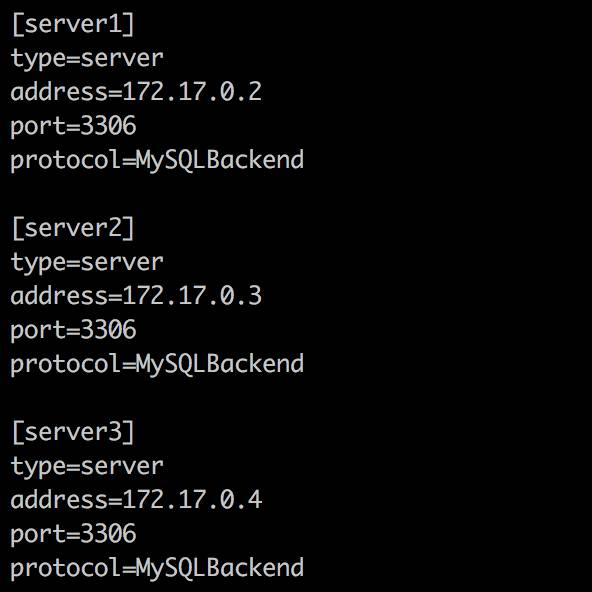 [server1]
type=server
address=172.17.0.2
port=3306
protocol=MySQLBackend

[server2]
type=server
address=172.17.0.3
port=3306
protocol=MySQLBackend

[server3]
type=server
address=172.17.0.4
port=3306
protocol=MySQLBackend